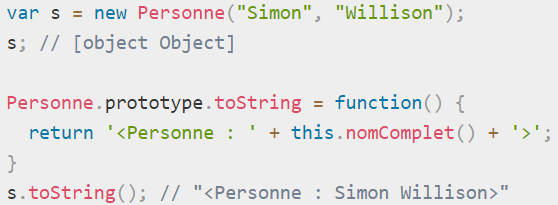 var s = new Personne("Simon", "Willison");
s; // [object Object]

Personne.prototype.toString = function() {
  return '<Personne : ' + this.nomComplet() + '>';
}
s.toString(); // "<Personne : Simon Willison>"